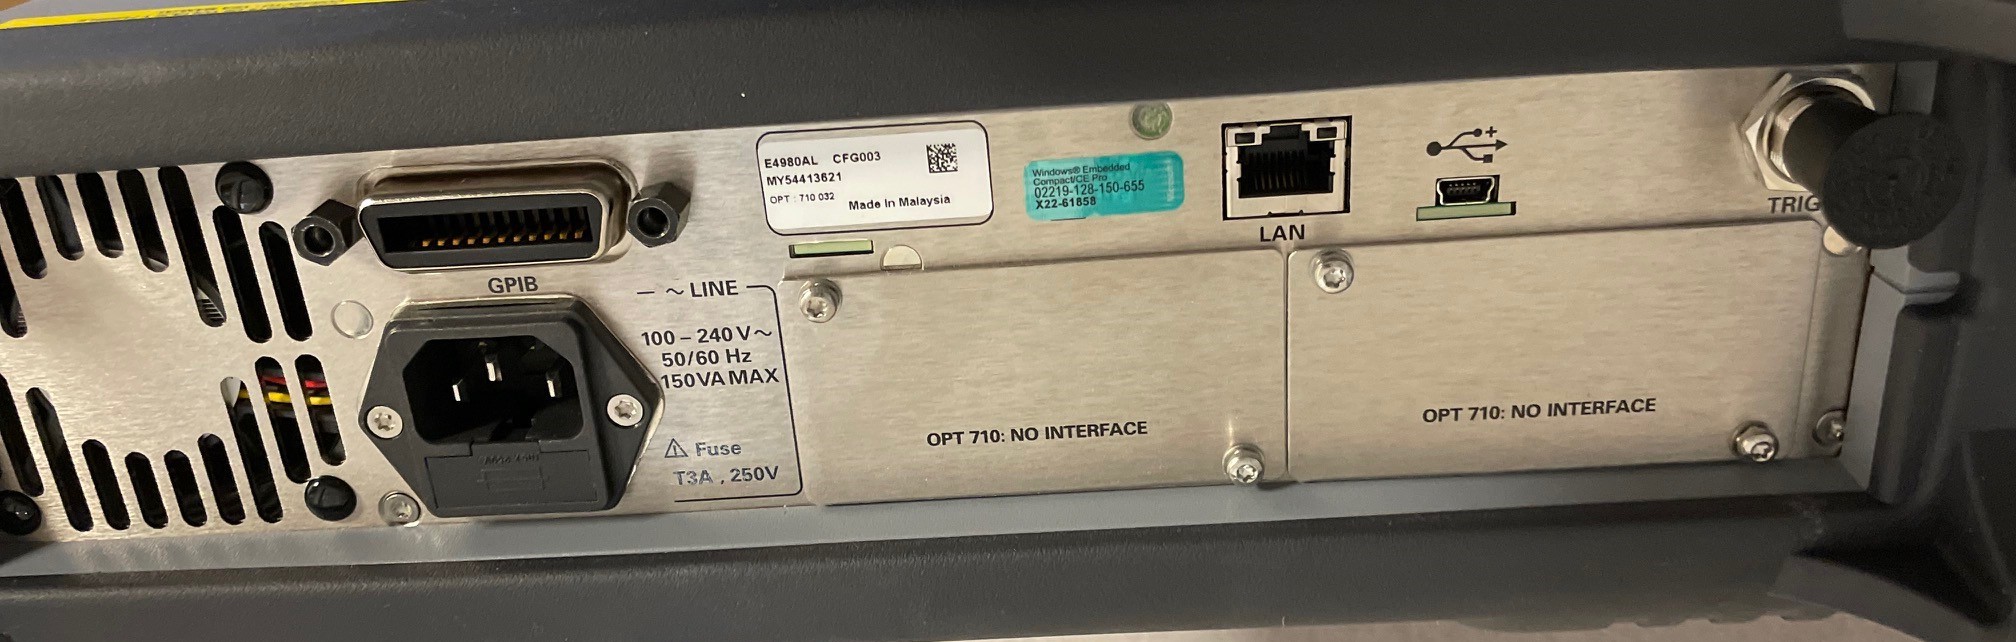 E4980AL CFG003
MY54413621
OPT : 710 032 Made In Malaysia
Windows® Embedded
Compact/CE Pro
02219-128-150-655
X22-61858
LAN
TRIG
GPIB
— ~ LINE
100 – 240 V~
50/60 Hz
150VA MAX
Fuse
T3A , 250V
OPT 710: NO INTERFACE
OPT 710: NO INTERFACE